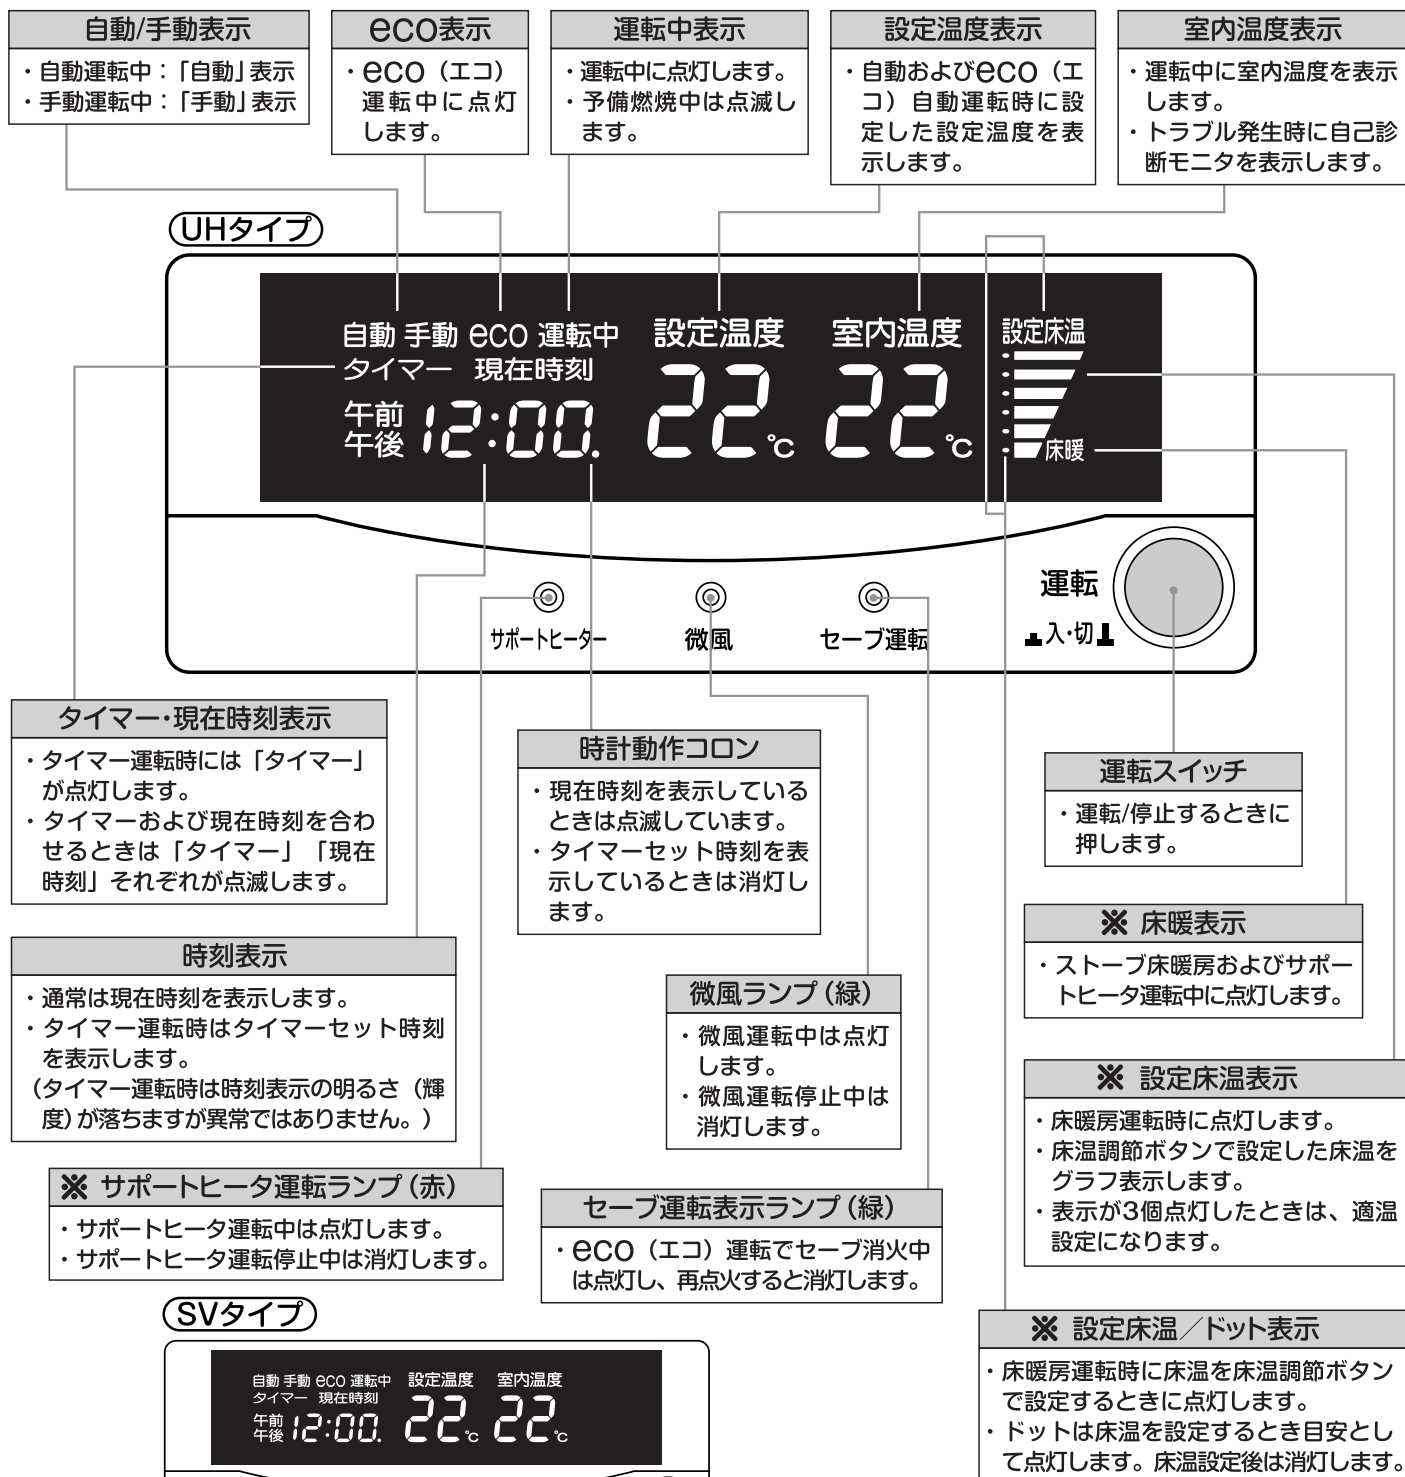 自動/手動表示
・自動運転中：「自動」表示
・手動運転中：「手動」表示
eco表示
・eco（エコ）
運転中に点灯
します。
運転中表示
・運転中に点灯します。
・予備燃焼中は点滅し
ます。
設定温度表示
・自動およびeco（エ
コ）自動運転時に設
定した設定温度を表
示します。
室内温度表示
・運転中に室内温度を表示
します。
・トラブル発生時に自己診
断モニタを表示します。
UHタイプ
自動 手動 eco 運転中
タイマー 現在時刻
午前
午後
12:00.
設定温度
22℃
室内温度
22℃
設定床温
床暖
サポートヒーター
微風
セーブ運転
運転
入・切
タイマー・現在時刻表示
・タイマー運転時には「タイマー」
が点灯します。
・タイマーおよび現在時刻を合わ
せるときは「タイマー」「現在
時刻」それぞれが点滅します。
時計動作コロン
・現在時刻を表示している
ときは点滅しています。
・タイマーセット時刻を表
示しているときは消灯し
ます。
運転スイッチ
・運転/停止するときに
押します。
時刻表示
・通常は現在時刻を表示します。
・タイマー運転時はタイマーセット時刻
を表示します。
（タイマー運転時は時刻表示の明るさ（輝
度）が落ちますが異常ではありません。）
微風ランプ（緑）
・微風運転中は点灯
します。
・微風運転停止中は
消灯します。
※ 床暖表示
・ストーブ床暖房およびサポー
トヒータ運転中に点灯します。
※ 設定床温表示
・床暖房運転時に点灯します。
・床温調節ボタンで設定した床温を
グラフ表示します。
・表示が3個点灯したときは、適温
設定になります。
※ サポートヒータ運転ランプ（赤）
・サポートヒータ運転中は点灯します。
・サポートヒータ運転停止中は消灯します。
セーブ運転表示ランプ（緑）
・eco（エコ）運転でセーブ消火中
は点灯し、再点火すると消灯します。
※ 設定床温／ドット表示
・床暖房運転時に床温を床温調節ボタン
で設定するときに点灯します。
・ドットは床温を設定するとき目安とし
て点灯します。床温設定後は消灯します。
SVタイプ
自動 手動 eco 運転中
タイマー 現在時刻
午前
午後
12:00.
設定温度
22℃
室内温度
22℃